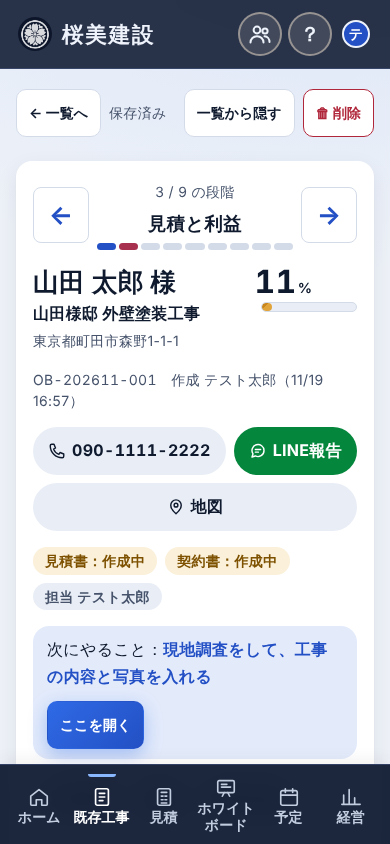 桜美建設
?
テ
← 一覧へ
保存済み
一覧から隠す
削除
3 / 9 の段階
見積と利益
山田 太郎 様
11%
山田様邸 外壁塗装工事
東京都町田市森野1-1-1
OB-202611-001 作成 テスト太郎（11/19
16:57）
090-1111-2222
LINE報告
地図
見積書：作成中
契約書：作成中
担当 テスト太郎
次にやること：現地調査をして、工事
の内容と写真を入れる
ここを開く
ホーム
既存工事
見積
ホワイト
ボード
予定
経営